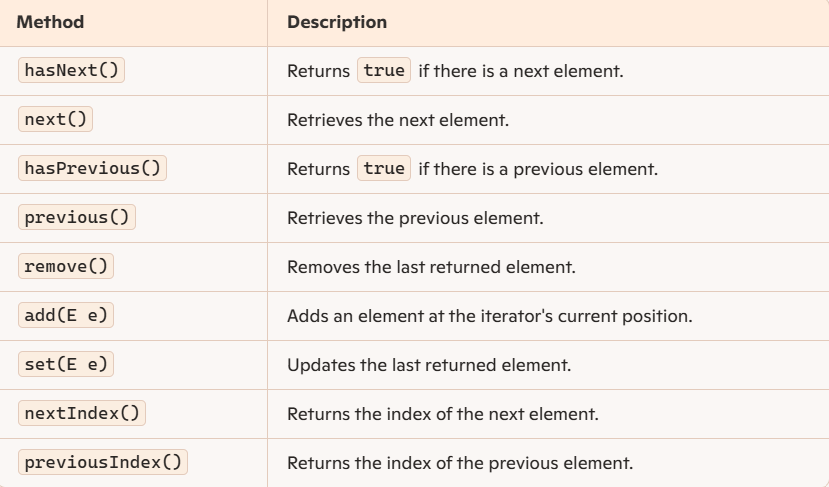 Method Description
hasNext() Returns true if there is a next element.
next() Retrieves the next element.
hasPrevious() Returns true if there is a previous element.
previous() Retrieves the previous element.
remove() Removes the last returned element.
add(E e) Adds an element at the iterator's current position.
set(E e) Updates the last returned element.
nextIndex() Returns the index of the next element.
previousIndex() Returns the index of the previous element.